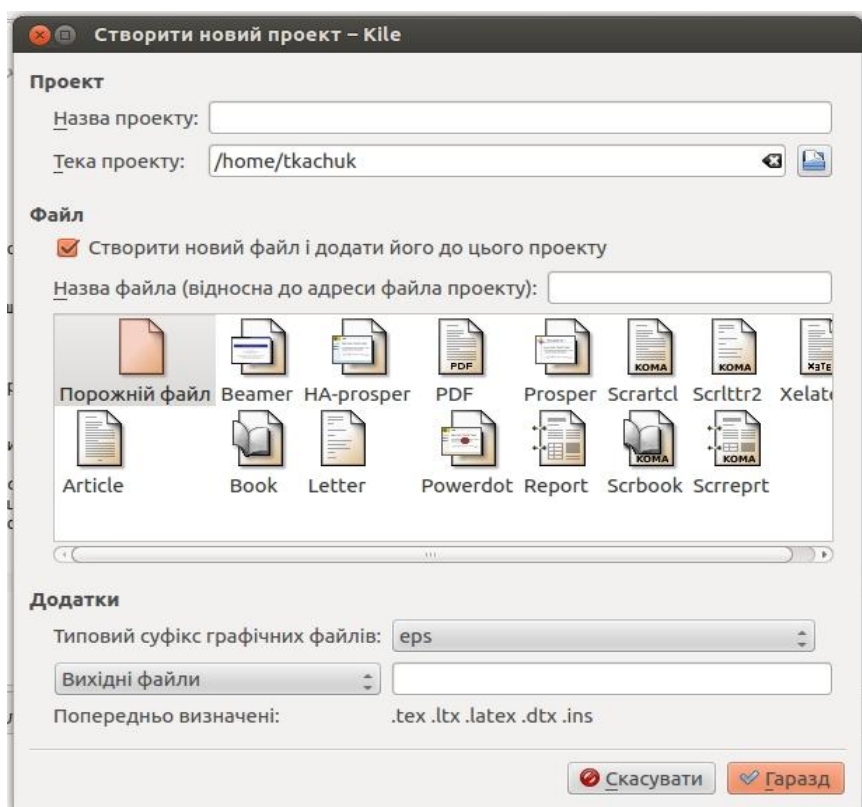 Створити новий проект – Kile
Проект
Назва проекту:
Тека проекту: /home/tkachuk
Файл
Створити новий файл і додати його до цього проекту
Назва файла (відносна до адреси файла проекту):
PDF KOMA KOMA
Порожній файл Beamer HA-prosper PDF Prosper Scrartcl Scrlttr2 Xelat
KOMA KOMA
Article Book Letter Powerdot Report Scrbook Scrreprt
Додатки
Типовий суфікс графічних файлів: eps
Вихідні файли
Попередньо визначені: .tex .ltx .latex .dtx .ins
Скасувати Гаразд